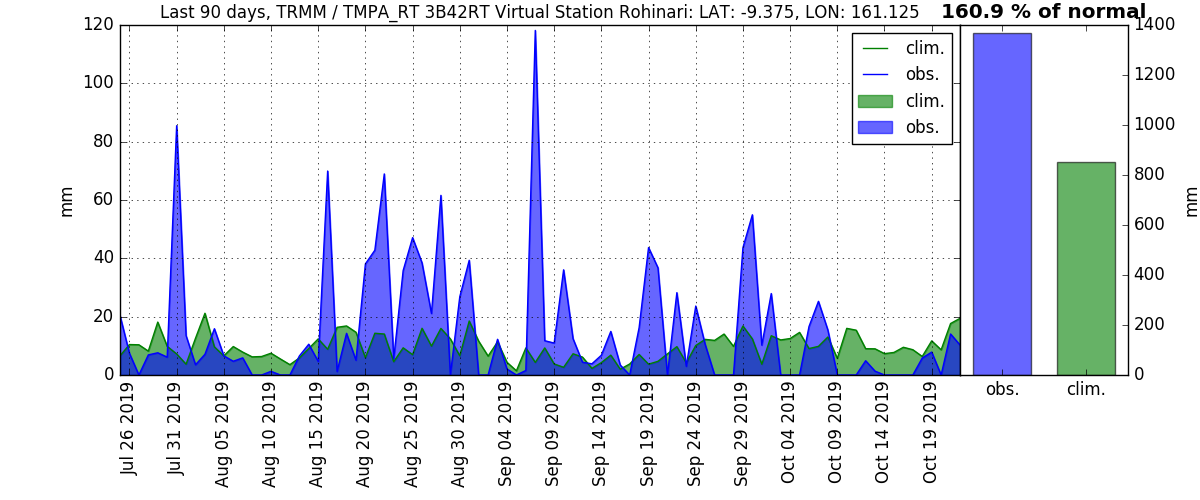 Last 90 days, TRMM / TMPA_RT 3B42RT Virtual Station Rohinari: LAT: -9.375, LON: 161.125
160.9 % of normal
120
100
80
60
40
20
0
mm
clim.
obs.
clim.
obs.
Jul 26 2019
Jul 31 2019
Aug 05 2019
Aug 10 2019
Aug 15 2019
Aug 20 2019
Aug 25 2019
Aug 30 2019
Sep 04 2019
Sep 09 2019
Sep 14 2019
Sep 19 2019
Sep 24 2019
Sep 29 2019
Oct 04 2019
Oct 09 2019
Oct 14 2019
Oct 19 2019
1400
1200
1000
800
600
400
200
0
mm
obs.
clim.